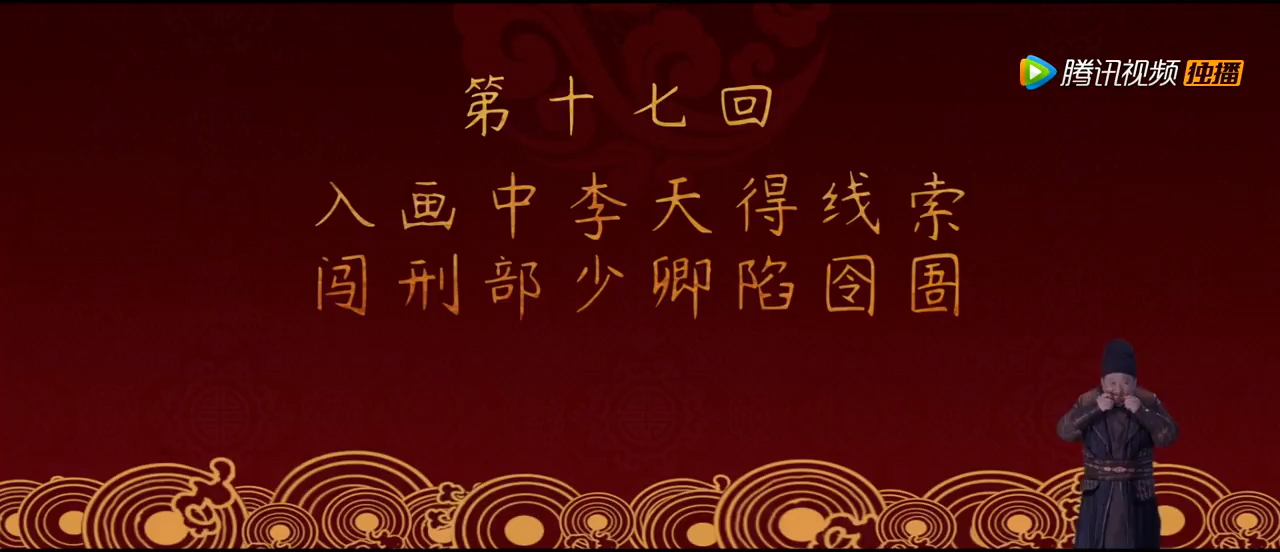 第十七回
腾讯视频 独播
入画中李天得线索
闯刑部少卿陷囹圄